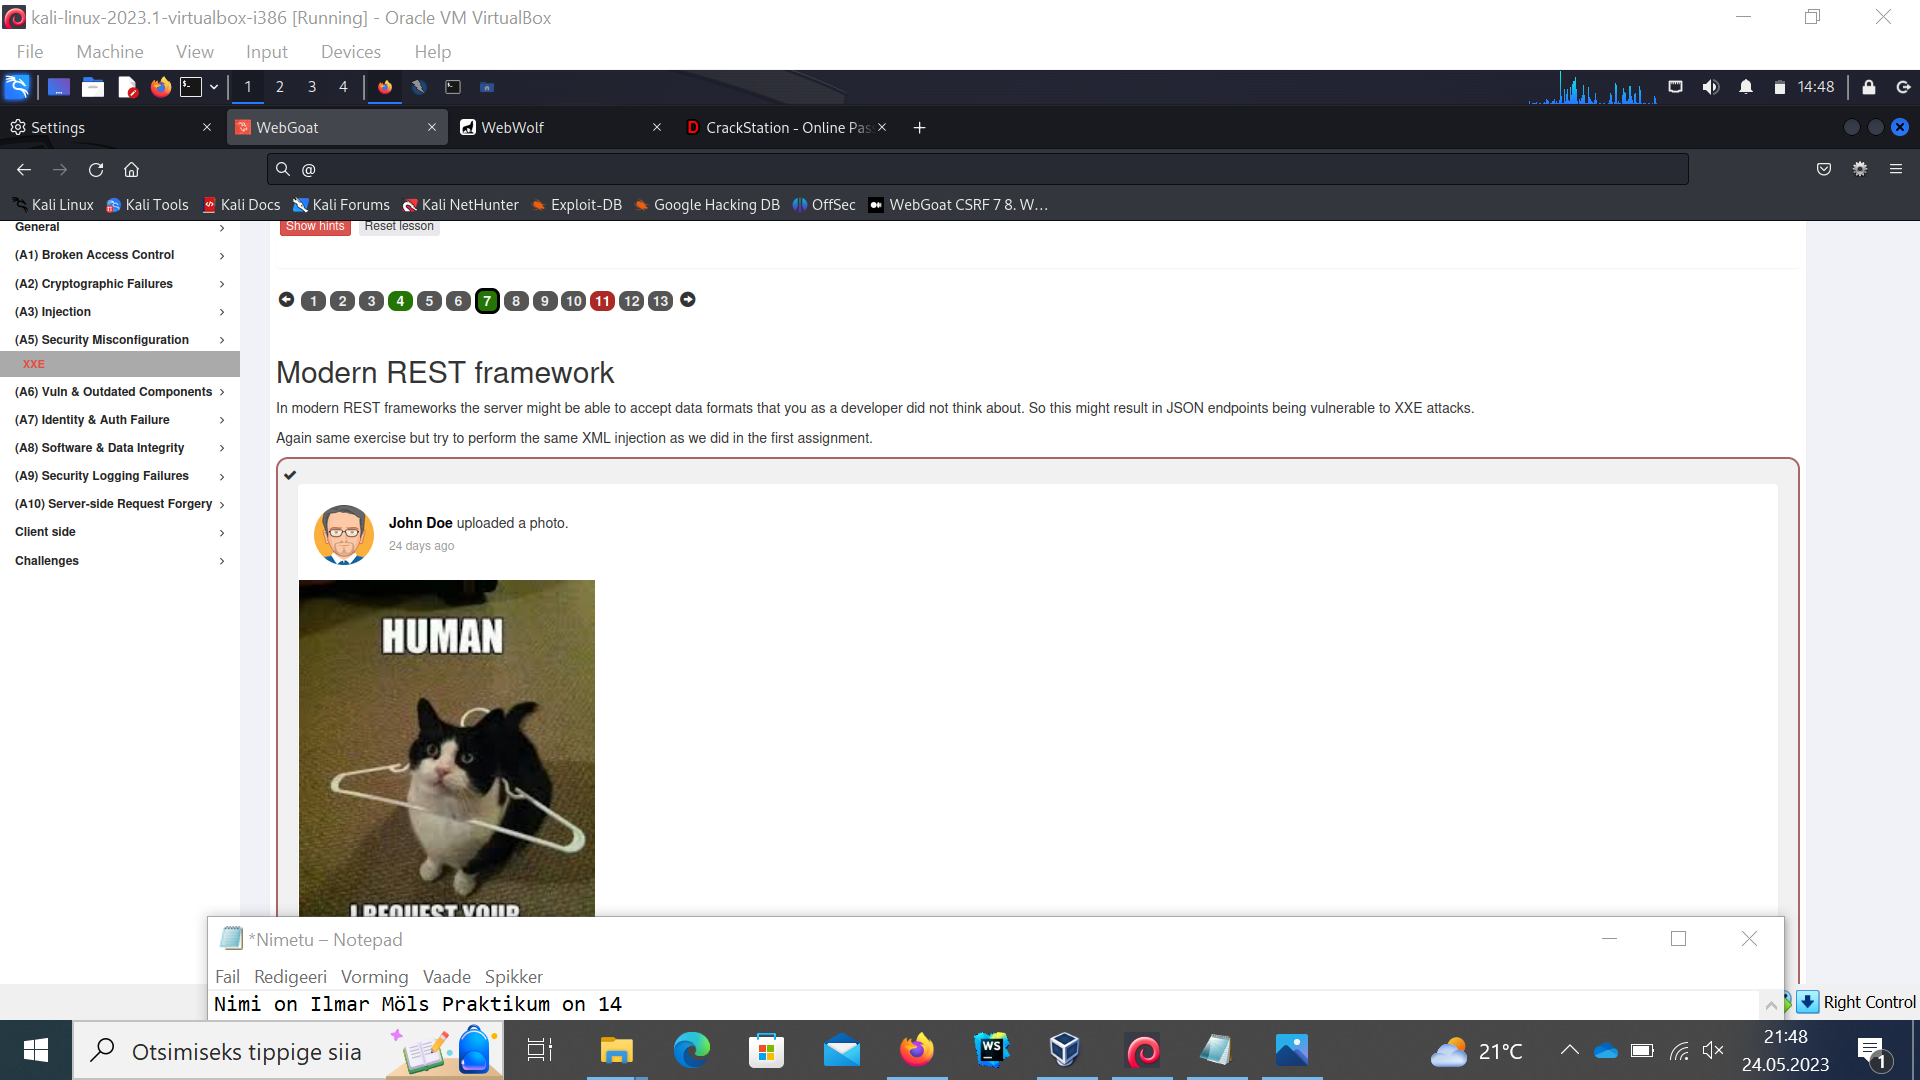 kali-linux-2023.1-virtualbox-i386 [Running] - Oracle VM VirtualBox
File Machine View Input Devices Help
1 2 3 4 14:48
Settings WebGoat WebWolf CrackStation - Online Pas
@
Kali Linux Kali Tools Kali Docs Kali Forums Kali NetHunter Exploit-DB Google Hacking DB OffSec WebGoat CSRF 7 8. W...
General
(A1) Broken Access Control
(A2) Cryptographic Failures
(A3) Injection
(A5) Security Misconfiguration
XXE
(A6) Vuln & Outdated Components
(A7) Identity & Auth Failure
(A8) Software & Data Integrity
(A9) Security Logging Failures
(A10) Server-side Request Forgery
Client side
Challenges
Show hints Reset lesson
1 2 3 4 5 6 7 8 9 10 11 12 13
Modern REST framework
In modern REST frameworks the server might be able to accept data formats that you as a developer did not think about. So this might result in JSON endpoints being vulnerable to XXE attacks.
Again same exercise but try to perform the same XML injection as we did in the first assignment.
John Doe uploaded a photo.
24 days ago
HUMAN
I REQUEST YOUR
*Nimetu – Notepad
Fail Redigeeri Vorming Vaade Spikker
Nimi on Ilmar Möls Praktikum on 14
Right Control
Otsimiseks tippige siia
WS
21°C
21:48
24.05.2023
1